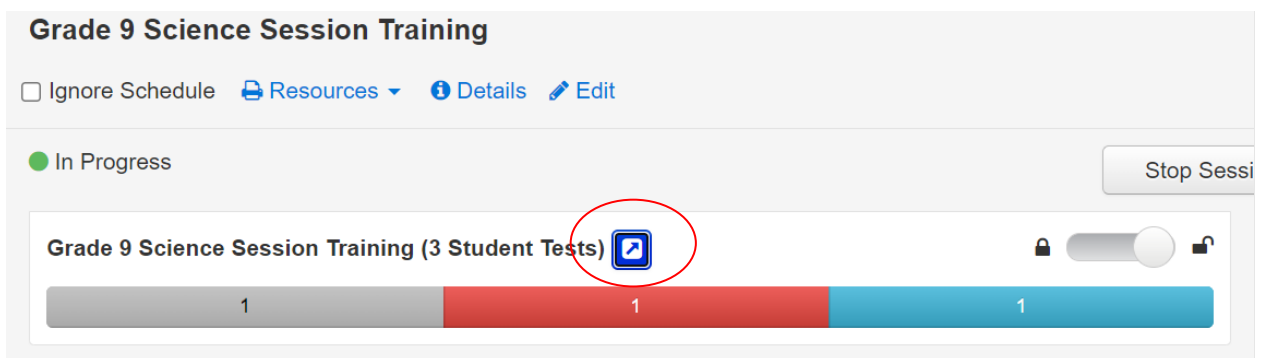 Grade 9 Science Session Training
Ignore Schedule Resources Details Edit
In Progress
Stop Sessi
Grade 9 Science Session Training (3 Student Tests)
1 1 1